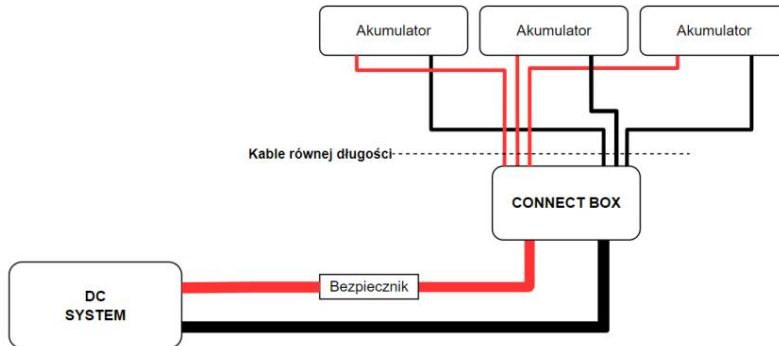 Akumulator
Akumulator
Akumulator
Kable równej długości
CONNECT BOX
Bezpiecznik
DC
SYSTEM